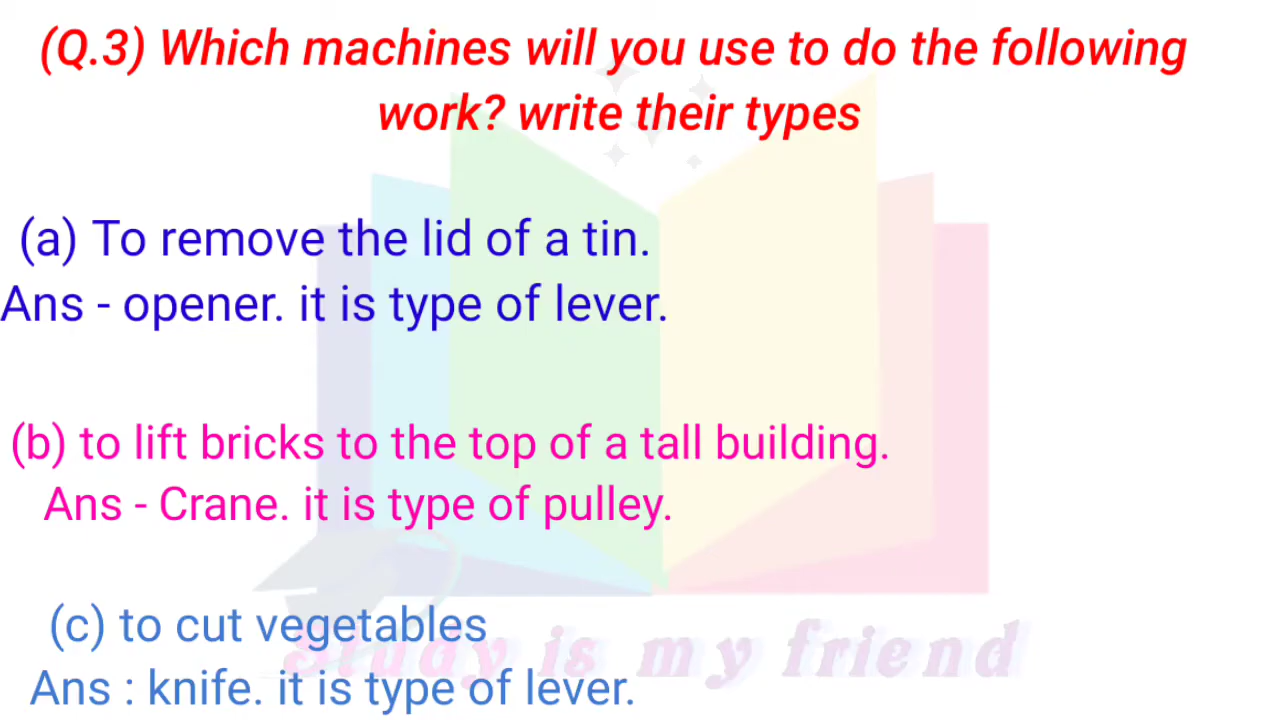 (Q.3) Which machines will you use to do the following
work? write their types
(a) To remove the lid of a tin.
Ans - opener. it is type of lever.
(b) to lift bricks to the top of a tall building.
Ans - Crane. it is type of pulley.
(c) to cut vegetables
Study is my friend
Ans : knife. it is type of lever.